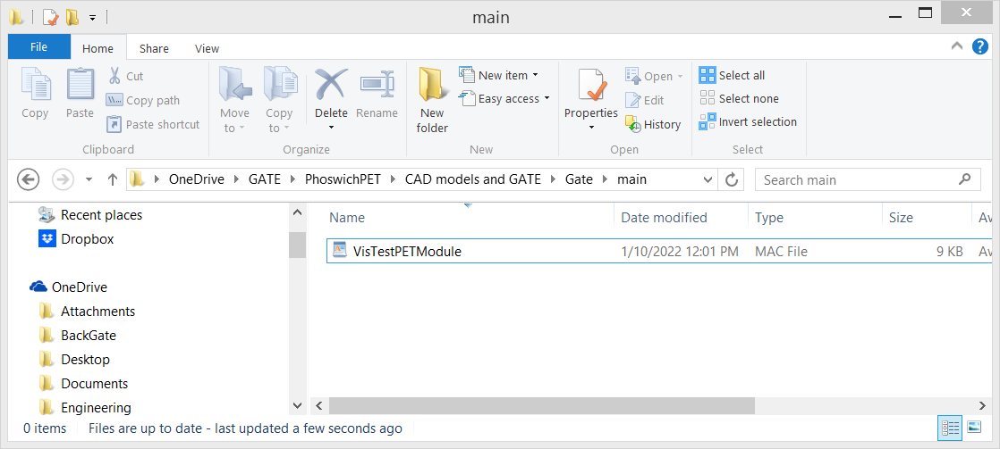 main
File Home Share View
Copy
Paste
Cut
Copy path
Paste shortcut
Clipboard
Move to
Copy to
Delete
Rename
Organize
New folder
New item
Easy access
New
Properties
Open
Edit
History
Open
Select all
Select none
Invert selection
Select
OneDrive GATE PhoswichPET CAD models and GATE Gate main
Search main
Recent places
Dropbox
OneDrive
Attachments
BackGate
Desktop
Documents
Engineering
Name Date modified Type Size Av
VisTestPETModule 1/10/2022 12:01 PM MAC File 9 KB Av
0 items Files are up to date - last updated a few seconds ago